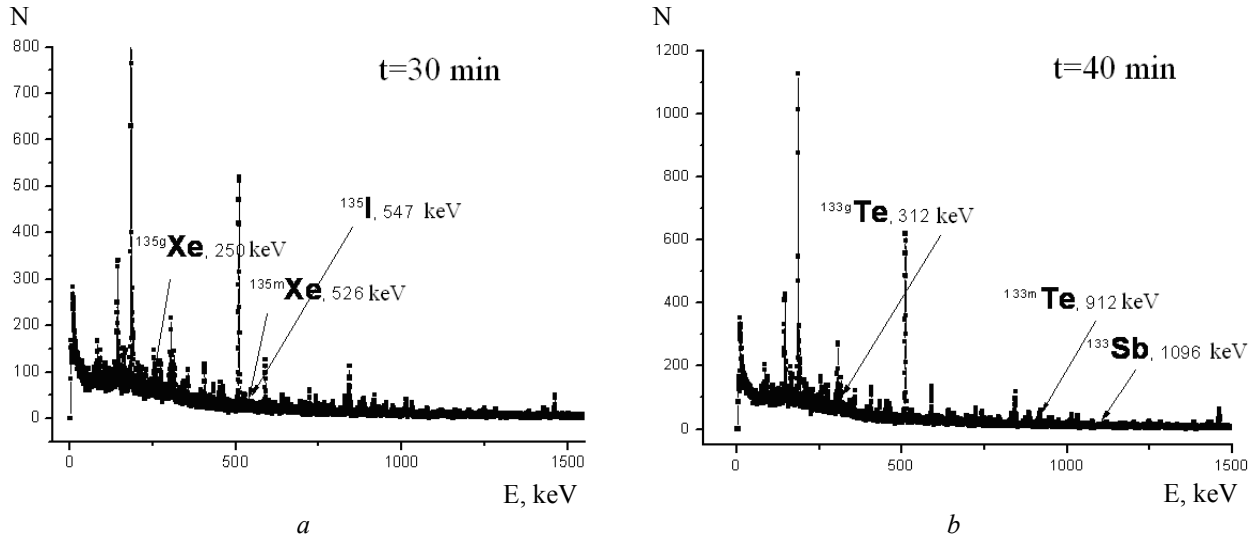 N
800
700
600
500
400
300
200
100
0
t=30 min
¹³⁵I, 547 keV
¹³⁵ᵍXe, 250 keV
¹³⁵ᵐXe, 526 keV
0 500 1000 1500
E, keV
a
N
1200
1000
800
600
400
200
0
t=40 min
¹³³ᵍTe, 312 keV
¹³³ᵐTe, 912 keV
¹³³Sb, 1096 keV
0 500 1000 1500
E, keV
b